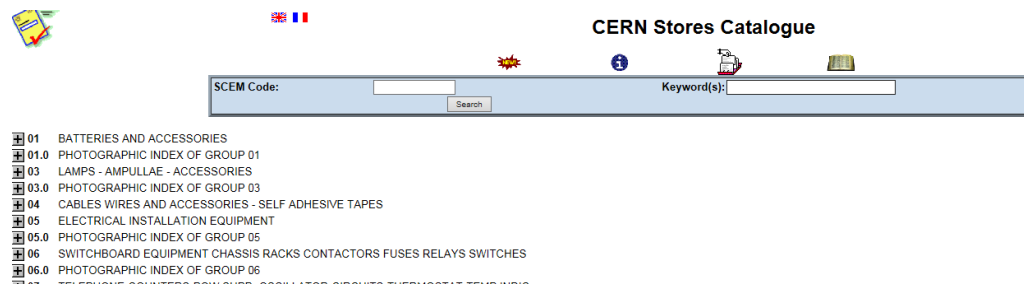 CERN Stores Catalogue
NEW!
SCEM Code: Keyword(s):
Search
01 BATTERIES AND ACCESSORIES
01.0 PHOTOGRAPHIC INDEX OF GROUP 01
03 LAMPS - AMPULLAE - ACCESSORIES
03.0 PHOTOGRAPHIC INDEX OF GROUP 03
04 CABLES WIRES AND ACCESSORIES - SELF ADHESIVE TAPES
05 ELECTRICAL INSTALLATION EQUIPMENT
05.0 PHOTOGRAPHIC INDEX OF GROUP 05
06 SWITCHBOARD EQUIPMENT CHASSIS RACKS CONTACTORS FUSES RELAYS SWITCHES
06.0 PHOTOGRAPHIC INDEX OF GROUP 06